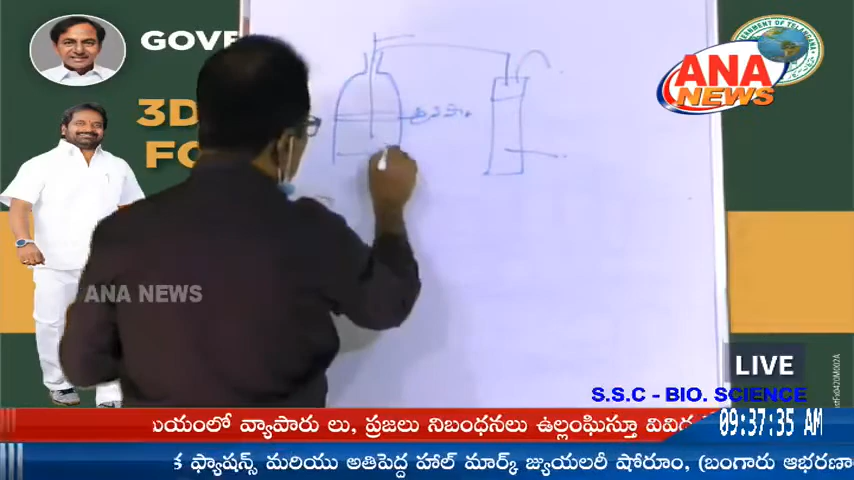 GOVE
3D
FO
ANA
NEWS
ANA NEWS
LIVE
S.S.C - BIO. SCIENCE
09:37:35 AM
ియంలో వ్యాపారు లు, ప్రజలు నిబంధనలు ఉల్లంఘిస్తూ వివిధ
క ఫ్యాషన్స్ మరియు అతిపెద్ద హాల్ మార్క్ జ్యుయలరీ షోరూం, (బంగారు ఆభరణా